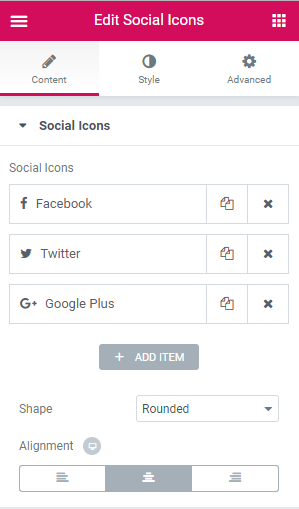 Edit Social Icons
Content Style Advanced
Social Icons
Social Icons
Facebook
Twitter
Google Plus
ADD ITEM
Shape Rounded
Alignment